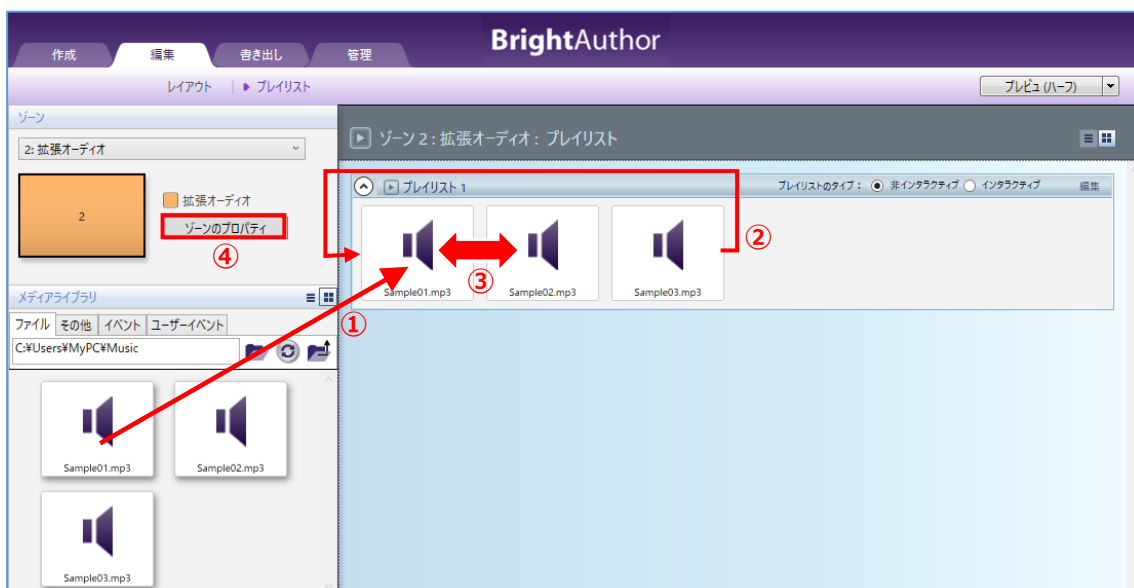 BrightAuthor
作成 編集 書き出し 管理
レイアウト プレイリスト プレビュ (ハーフ)
ゾーン
2: 拡張オーディオ
2
拡張オーディオ
ゾーンのプロパティ
④
ゾーン 2 : 拡張オーディオ : プレイリスト
プレイリスト 1 プレイリストのタイプ : 非インタラクティブ インタラクティブ 編集
②
③
Sample01.mp3 Sample02.mp3 Sample03.mp3
①
メディアライブラリ
ファイル その他 イベント ユーザーイベント
C:¥Users¥MyPC¥Music
Sample01.mp3 Sample02.mp3
Sample03.mp3